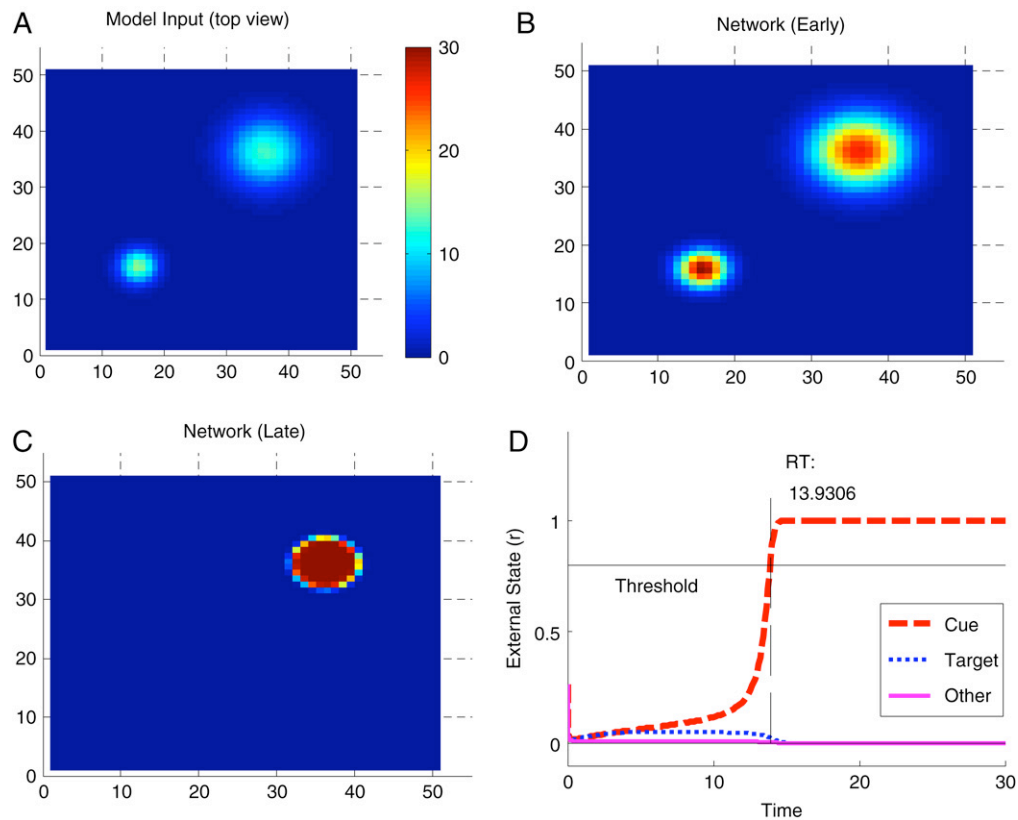 A
Model Input (top view)
50
40
30
20
10
0
0 10 20 30 40 50
30
20
10
0
B
Network (Early)
50
40
30
20
10
0
0 10 20 30 40 50
C
Network (Late)
50
40
30
20
10
0
0 10 20 30 40 50
D
RT:
13.9306
External State (r)
1
0.5
0
Threshold
Cue
Target
Other
0 10 20 30
Time